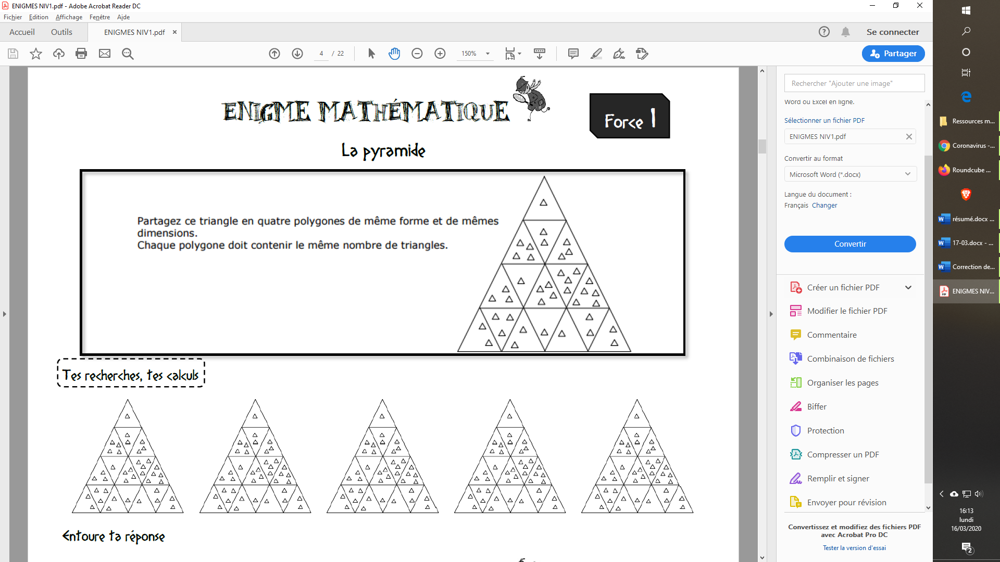 ENIGMES NIV1.pdf - Adobe Acrobat Reader DC
Fichier Edition Affichage Fenêtre Aide
Accueil Outils ENIGMES NIV1.pdf ×
Se connecter
4 / 22 150%
Partager
ENIGME MATHÉMATIQUE
Force 1
La pyramide
Partagez ce triangle en quatre polygones de même forme et de mêmes
dimensions.
Chaque polygone doit contenir le même nombre de triangles.
Tes recherches, tes calculs
Entoure ta réponse
Rechercher "Ajouter une image"
Word ou Excel en ligne.
Sélectionner un fichier PDF
ENIGMES NIV1.pdf
Convertir au format
Microsoft Word (*.docx)
Langue du document :
Français Changer
Convertir
Créer un fichier PDF
Modifier le fichier PDF
Commentaire
Combinaison de fichiers
Organiser les pages
Biffer
Protection
Compresser un PDF
Remplir et signer
Envoyer pour révision
Convertissez et modifiez des fichiers PDF
avec Acrobat Pro DC
Tester la version d'essai
Ressources m...
Coronavirus -...
Roundcube ...
résumé.docx ...
17-03.docx - ...
Correction de...
ENIGMES NIV...
16:13
lundi
16/03/2020
2